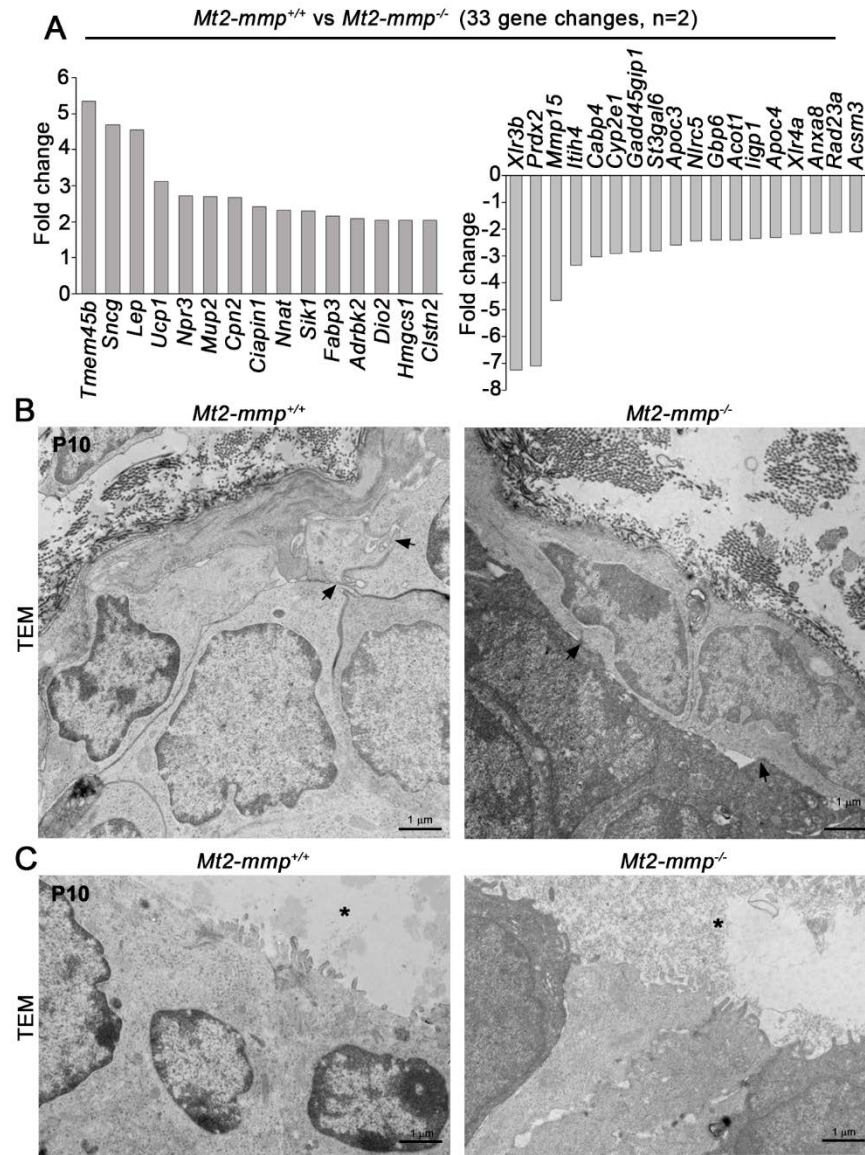 A
Mt2-mmp+/+ vs Mt2-mmp-/- (33 gene changes, n=2)
Fold change
6
5
4
3
2
1
0
Tmem45b
Sncg
Lep
Ucp1
Npr3
Mup2
Cpn2
Ciapin1
Nnat
Sik1
Fabp3
Adrbk2
Dio2
Hmgcs1
Clstn2
Xlr3b
Prdx2
Mmp15
Itih4
Cabp4
Cyp2e1
Gadd45gip1
St3gal6
Apoc3
Nlrc5
Gbp6
Acot1
Iigp1
Apoc4
Xlr4a
Anxa8
Rad23a
Acsm3
Fold change
0
-1
-2
-3
-4
-5
-6
-7
-8
B
Mt2-mmp+/+
Mt2-mmp-/-
P10
TEM
1 μm
1 μm
C
Mt2-mmp+/+
Mt2-mmp-/-
P10
*
*
TEM
1 μm
1 μm